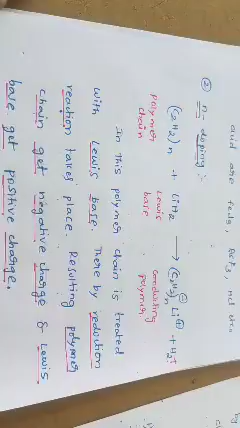 and are FeCl3, AlCl3 and etc.
② n-doping :-
(C2H2)n + LiH2 → (C2H2)⊖ Li⊕ + H2↑
polymer chain Lewis base Conducting polymer
In this polymer chain is treated
with Lewis base. There by reduction
reaction takes place. Resulting polymer
chain get negative charge & Lewis
base get positive charge.